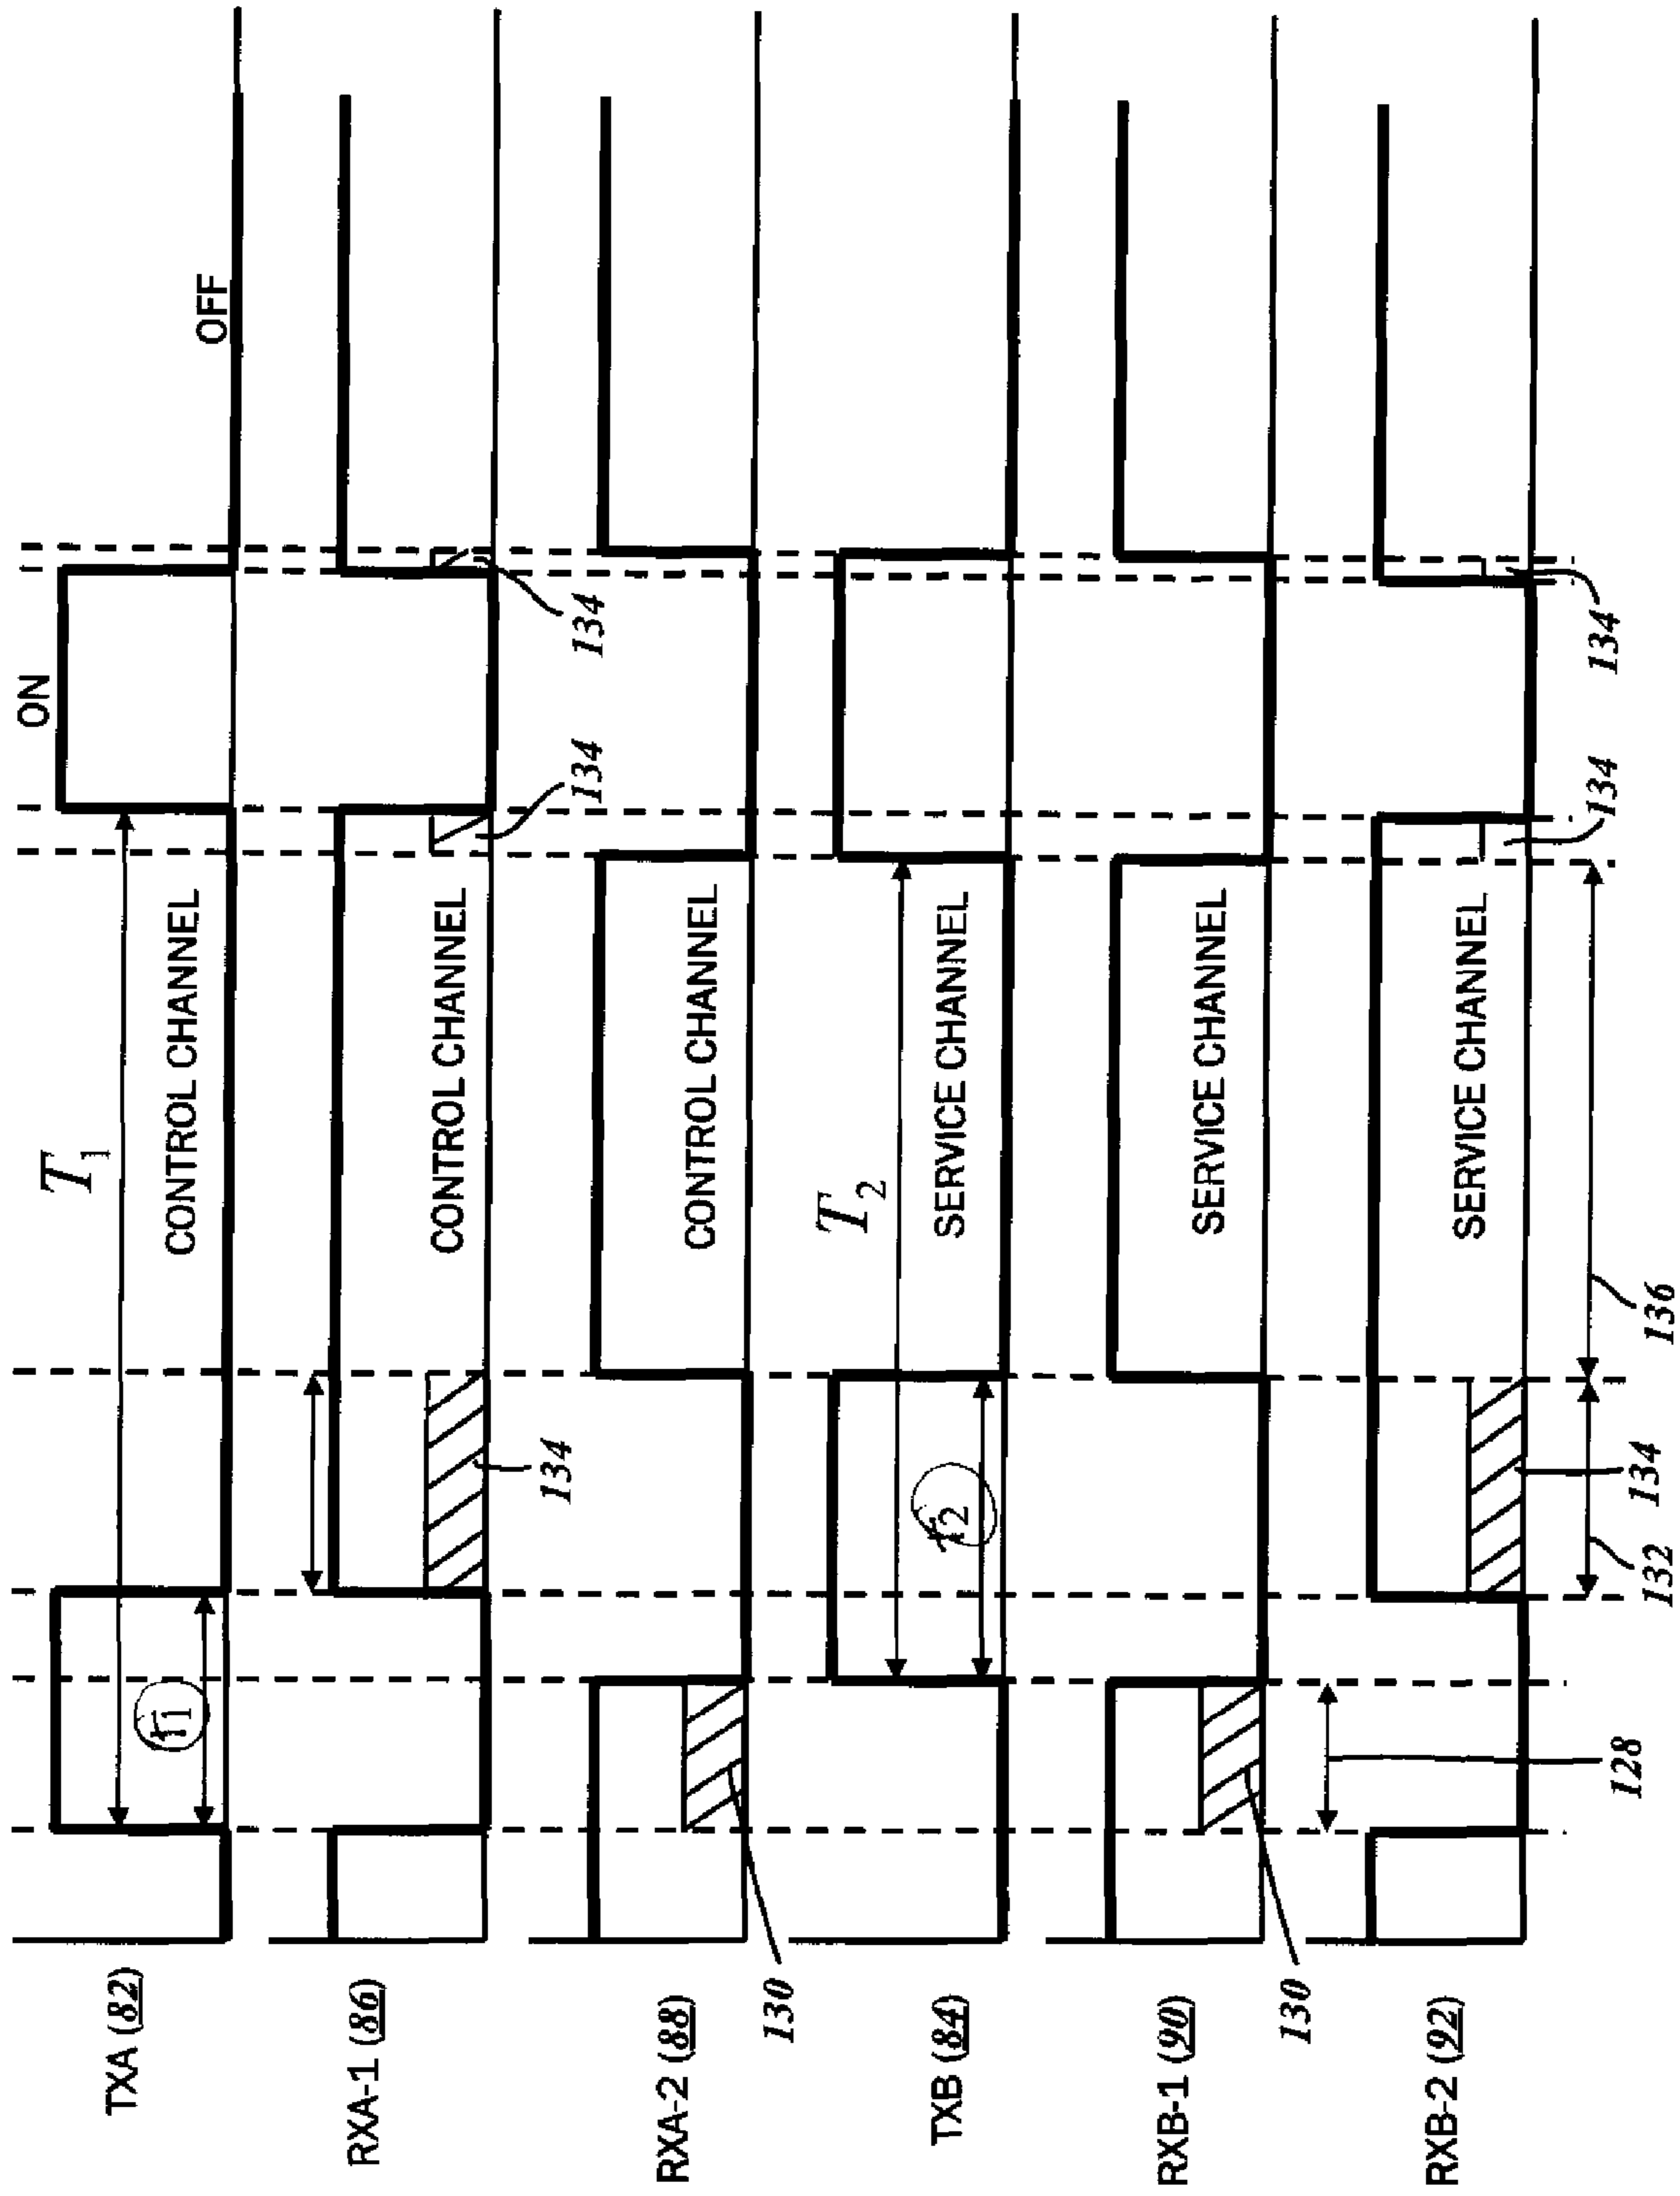 ON
OFF
TXA (82)
T1
t1
CONTROL CHANNEL
RXA-1 (86)
CONTROL CHANNEL
134
134
134
RXA-2 (88)
CONTROL CHANNEL
130
TXB (84)
T2
t2
SERVICE CHANNEL
RXB-1 (90)
SERVICE CHANNEL
130
RXB-2 (92)
SERVICE CHANNEL
134
134
128
132
134
136